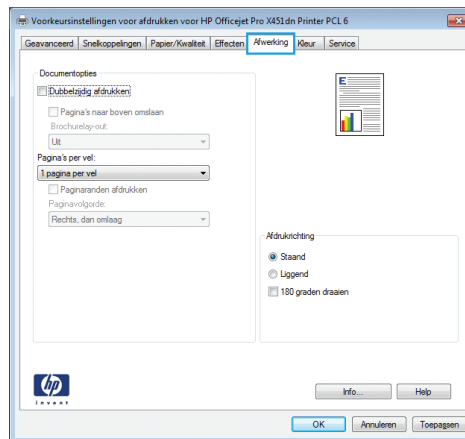 Voorkeursinstellingen voor afdrukken voor HP Officejet Pro X451dn Printer PCL 6
Geavanceerd Snelkoppelingen Papier/Kwaliteit Effecten Afwerking Kleur Service
Documentopties
Dubbelzijdig afdrukken
Pagina's naar boven omslaan
Brochurelay-out:
Uit
Pagina's per vel:
1 pagina per vel
Paginaranden afdrukken
Paginavolgorde:
Rechts, dan omlaag
E
Afdrukrichting
Staand
Liggend
180 graden draaien
hp
invent
Info... Help
OK Annuleren Toepassen